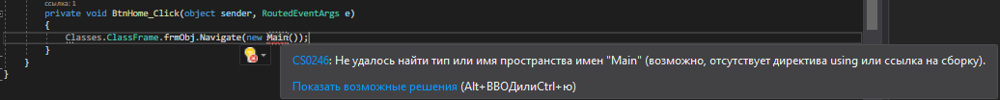 ссылка: 1
private void BtnHome_Click(object sender, RoutedEventArgs e)
{
Classes.ClassFrame.frmObj.Navigate(new Main());
}
}
}
CS0246: Не удалось найти тип или имя пространства имен "Main" (возможно, отсутствует директива using или ссылка на сборку).
Показать возможные решения (Alt+ВВОДилиCtrl+ю)